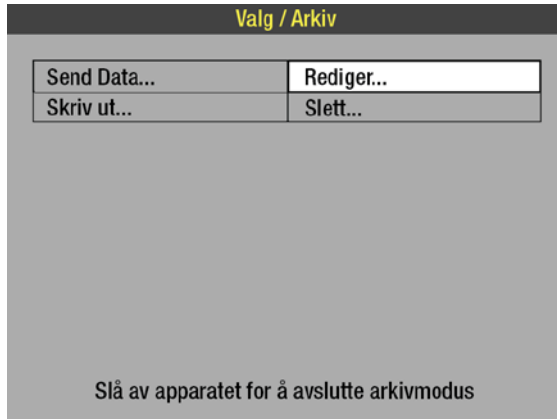 Valg / Arkiv
Send Data... Rediger...
Skriv ut... Slett...
Slå av apparatet for å avslutte arkivmodus